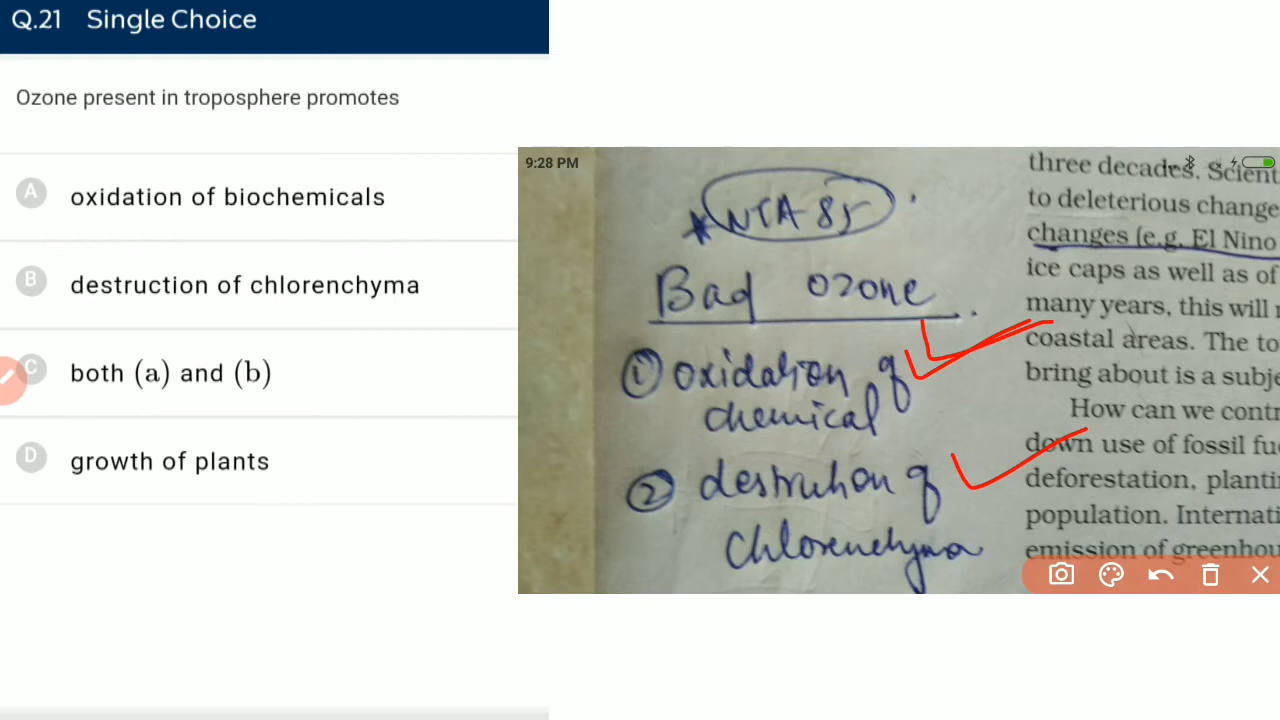 Q.21 Single Choice
Ozone present in troposphere promotes
A oxidation of biochemicals
B destruction of chlorenchyma
C both (a) and (b)
D growth of plants
9:28 PM
*NTA 85
Bad ozone
① oxidation of
chemical
② destruction of
chlorenchyma
three decades. Scient
to deleterious change
changes (e.g. El Nino
ice caps as well as of
many years, this will
coastal areas. The to
bring about is a subje
How can we contr
down use of fossil fu
deforestation, planti
population. Internati
emission of greenhou